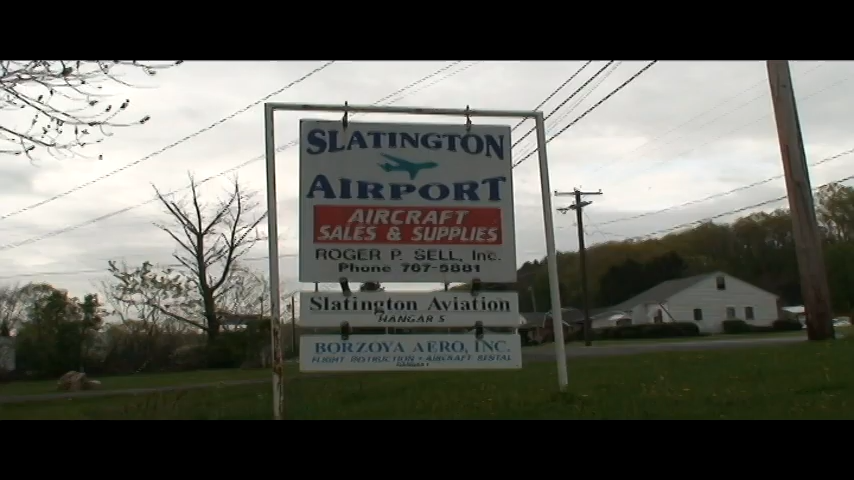 SLATINGTON
AIRPORT
AIRCRAFT
SALES & SUPPLIES
ROGER P. SELL, Inc.
Phone 767-5881
Slatington Aviation
HANGAR 5
BORZOYA AERO, INC.
FLIGHT INSTRUCTION • AIRCRAFT RENTAL